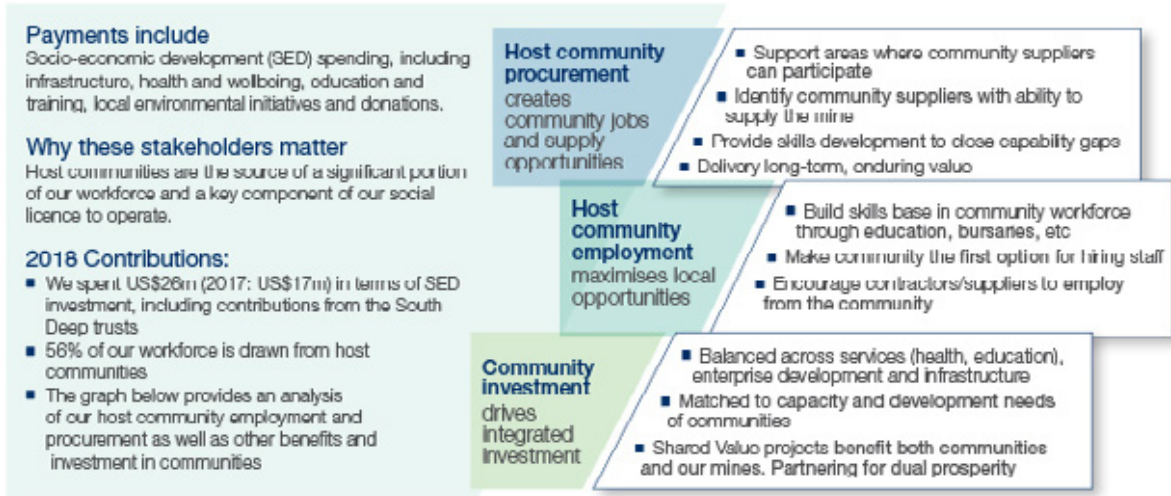 Payments include
Socio-economic development (SED) spending, including
infrastructure, health and wellbeing, education and
training, local environmental initiatives and donations.
Why these stakeholders matter
Host communities are the source of a significant portion
of our workforce and a key component of our social
licence to operate.
2018 Contributions:
■ We spent US$26m (2017: US$17m) in terms of SED
investment, including contributions from the South
Deep trusts
■ 56% of our workforce is drawn from host
communities
■ The graph below provides an analysis
of our host community employment and
procurement as well as other benefits and
investment in communities
Host community
procurement
creates
community jobs
and supply
opportunities
■ Support areas where community suppliers
can participate
■ Identify community suppliers with ability to
supply the mine
■ Provide skills development to close capability gaps
■ Delivery long-term, enduring value
Host
community
employment
maximises local
opportunities
■ Build skills base in community workforce
through education, bursaries, etc
■ Make community the first option for hiring staff
■ Encourage contractors/suppliers to employ
from the community
Community
investment
drives
integrated
investment
■ Balanced across services (health, education),
enterprise development and infrastructure
■ Matched to capacity and development needs
of communities
■ Shared Value projects benefit both communities
and our mines. Partnering for dual prosperity